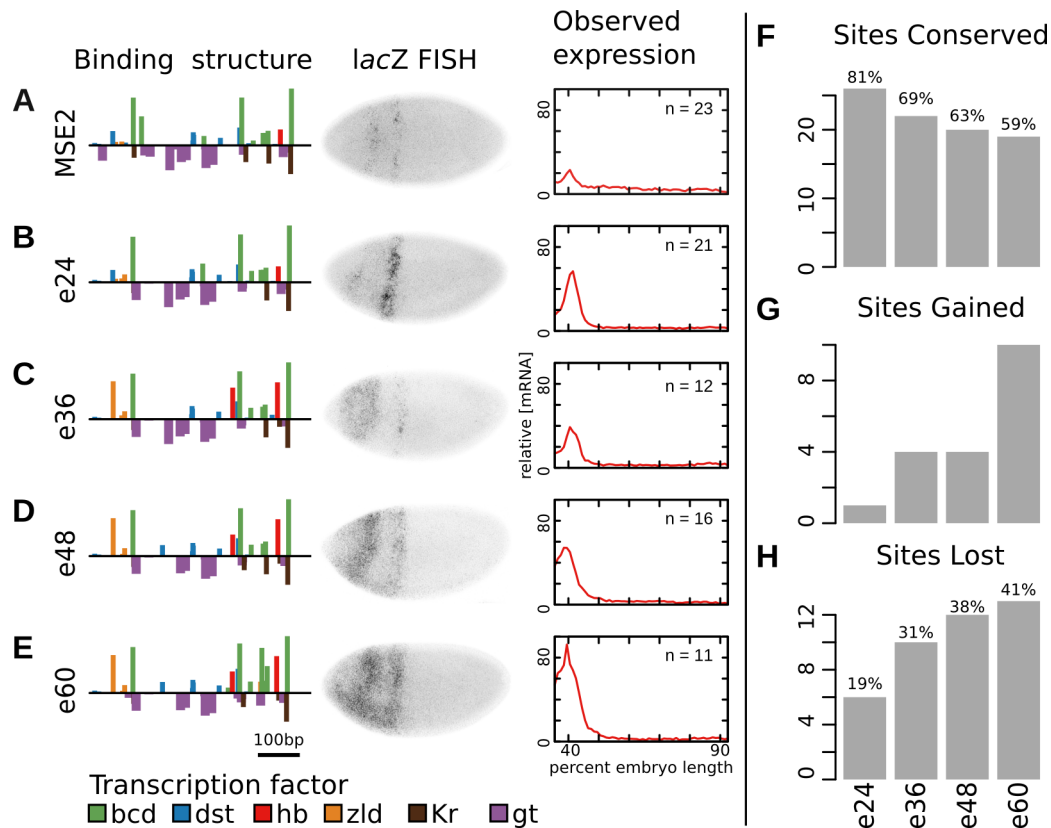 Binding structure
lacZ FISH
Observed
expression
A
MSE2
80
0
n = 23
B
e24
80
0
n = 21
C
e36
relative [mRNA]
80
0
n = 12
D
e48
80
0
n = 16
E
e60
80
0
n = 11
40
90
percent embryo length
100bp
Transcription factor
bcd
dst
hb
zld
Kr
gt
F
Sites Conserved
81%
69%
63%
59%
20
10
0
G
Sites Gained
8
4
0
H
Sites Lost
19%
31%
38%
41%
12
8
4
0
e24
e36
e48
e60